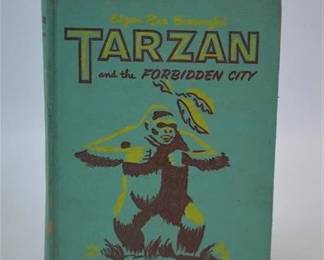 Edgar Rice Burroughs'
TARZAN
and the FORBIDDEN CITY